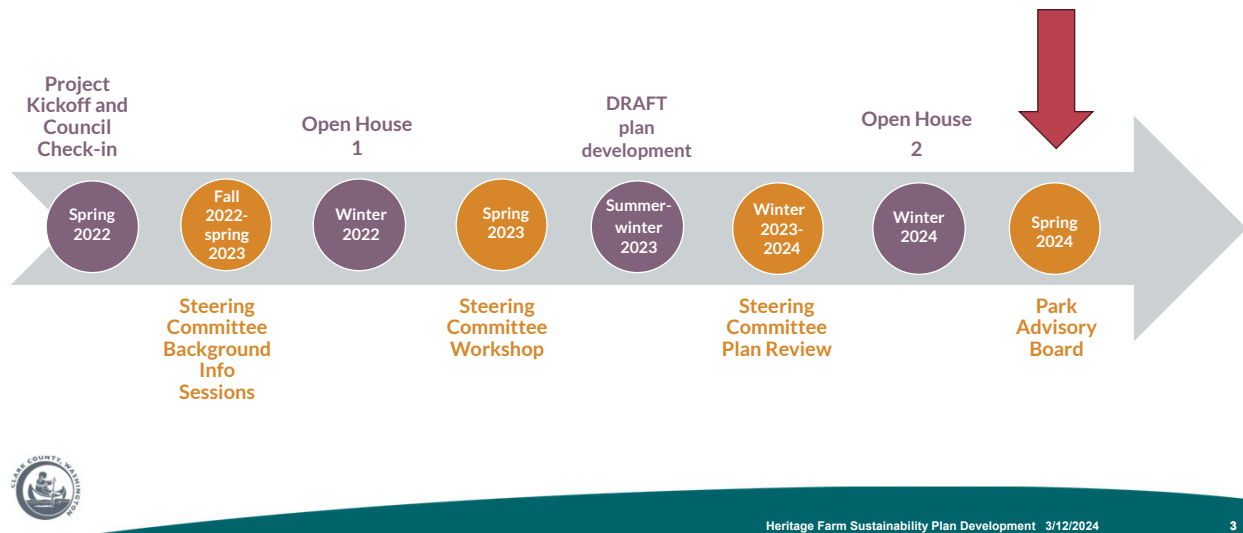 Project
Kickoff and
Council
Check-in
Open House
1
DRAFT
plan
development
Open House
2
Spring
2022
Fall
2022-
spring
2023
Winter
2022
Spring
2023
Summer-
winter
2023
Winter
2023-
2024
Winter
2024
Spring
2024
Steering
Committee
Background
Info
Sessions
Steering
Committee
Workshop
Steering
Committee
Plan Review
Park
Advisory
Board
CLARK COUNTY, WASHINGTON
Heritage Farm Sustainability Plan Development 3/12/2024
3